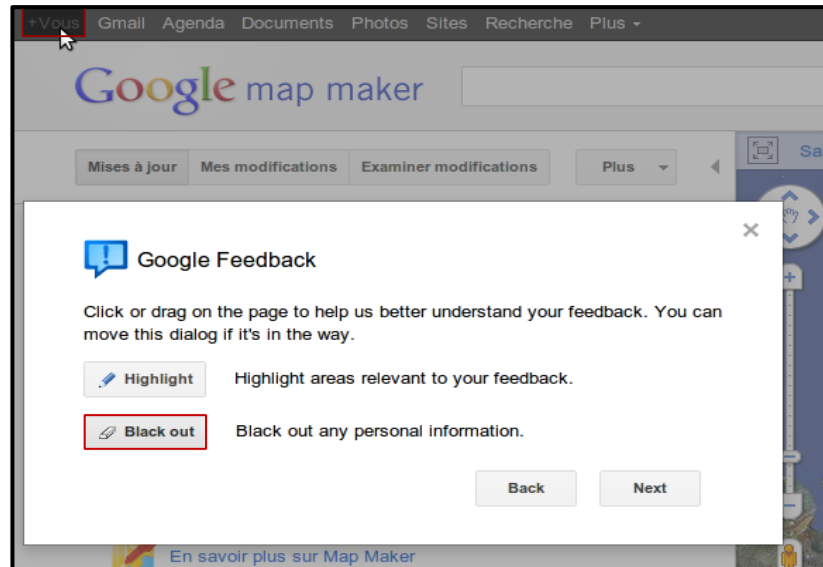 +Vous Gmail Agenda Documents Photos Sites Recherche Plus
Google map maker
Mises à jour Mes modifications Examiner modifications Plus
Sa
Google Feedback
Click or drag on the page to help us better understand your feedback. You can
move this dialog if it's in the way.
Highlight Highlight areas relevant to your feedback.
Black out Black out any personal information.
Back Next
En savoir plus sur Map Maker